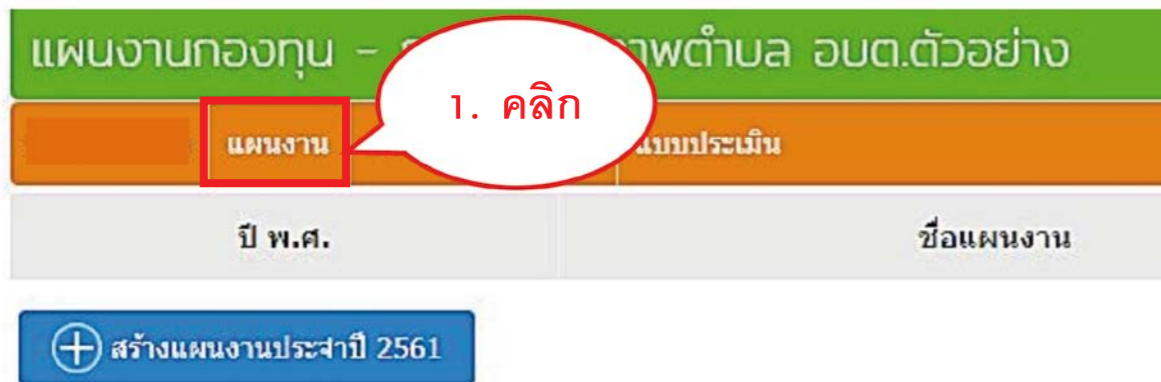 แผนงานกองทุน – าพตำบล อบต.ตัวอย่าง
1. คลิก
แผนงาน แบบประเมิน
ปี พ.ศ. ชื่อแผนงาน
สร้างแผนงานประจำปี 2561